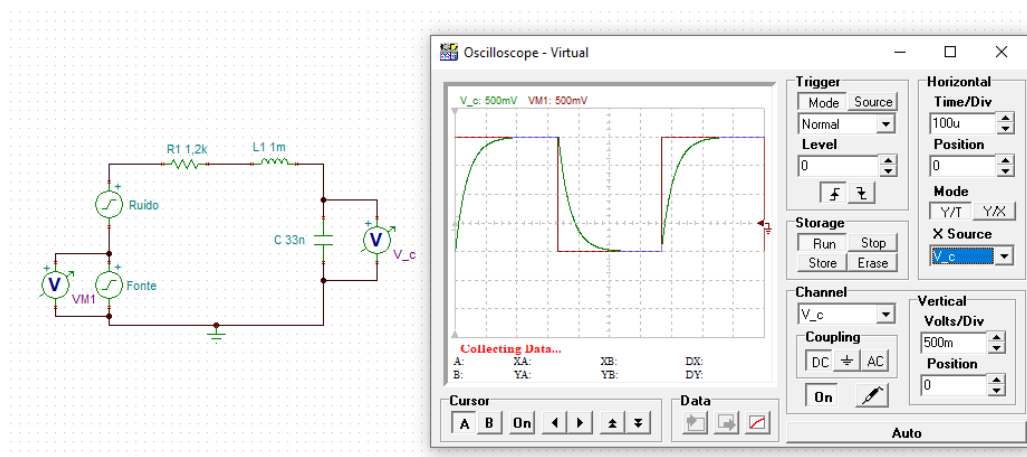 R1 1,2k
L1 1m
+
Ruído
C 33n
+
V
V_c
+
V
VM1
+
Fonte
Oscilloscope - Virtual
V_c: 500mV VM1: 500mV
Collecting Data...
A: XA: XB: DX:
B: YA: YB: DY:
Cursor
A B On
Data
Trigger
Mode Source
Normal
Level
0
Storage
Run Stop
Store Erase
Horizontal
Time/Div
100u
Position
0
Mode
Y/T Y/X
X Source
V_c
Channel
V_c
Coupling
DC AC
On
Vertical
Volts/Div
500m
Position
0
Auto